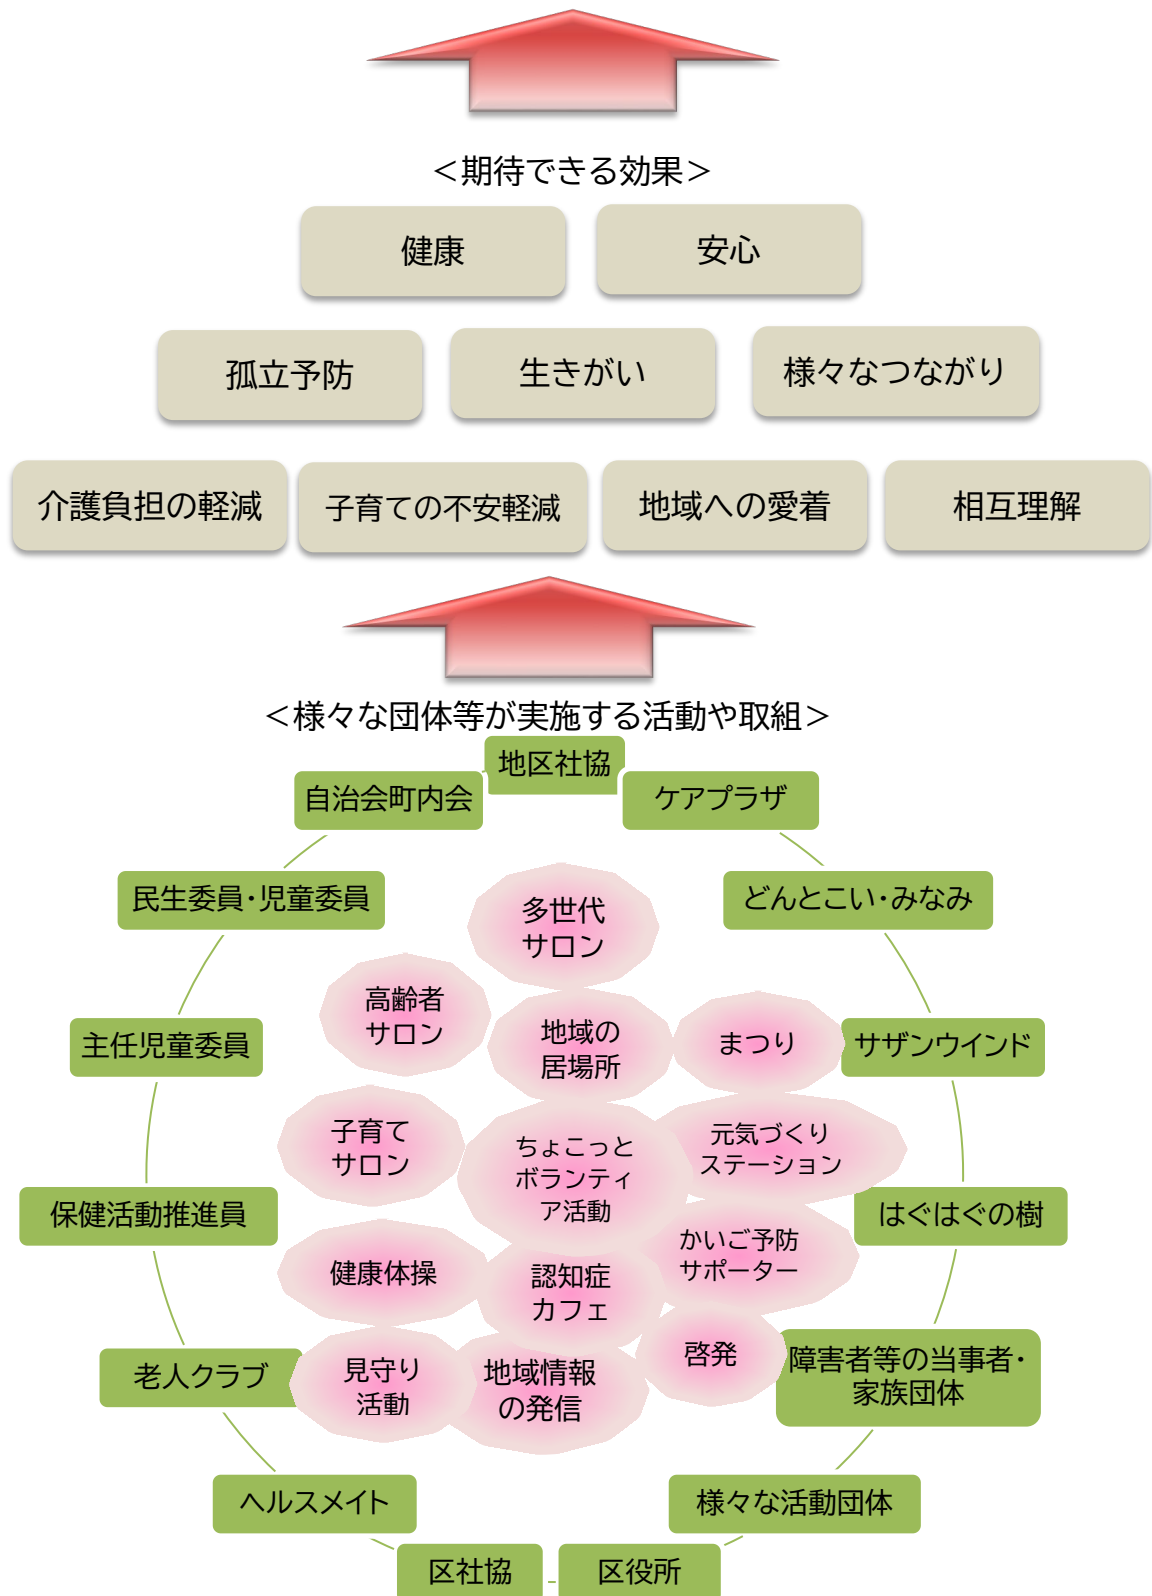 ＜期待できる効果＞
健康
安心
孤立予防
生きがい
様々なつながり
介護負担の軽減
子育ての不安軽減
地域への愛着
相互理解
＜様々な団体等が実施する活動や取組＞
地区社協
自治会町内会
ケアプラザ
民生委員・児童委員
どんとこい・みなみ
多世代
サロン
高齢者
サロン
地域の
居場所
まつり
主任児童委員
サザンウインド
子育て
サロン
ちょこっと
ボランティ
ア活動
元気づくり
ステーション
保健活動推進員
はぐはぐの樹
健康体操
認知症
カフェ
かいご予防
サポーター
老人クラブ
見守り
活動
地域情報
の発信
啓発
障害者等の当事者・
家族団体
ヘルスメイト
様々な活動団体
区社協
区役所